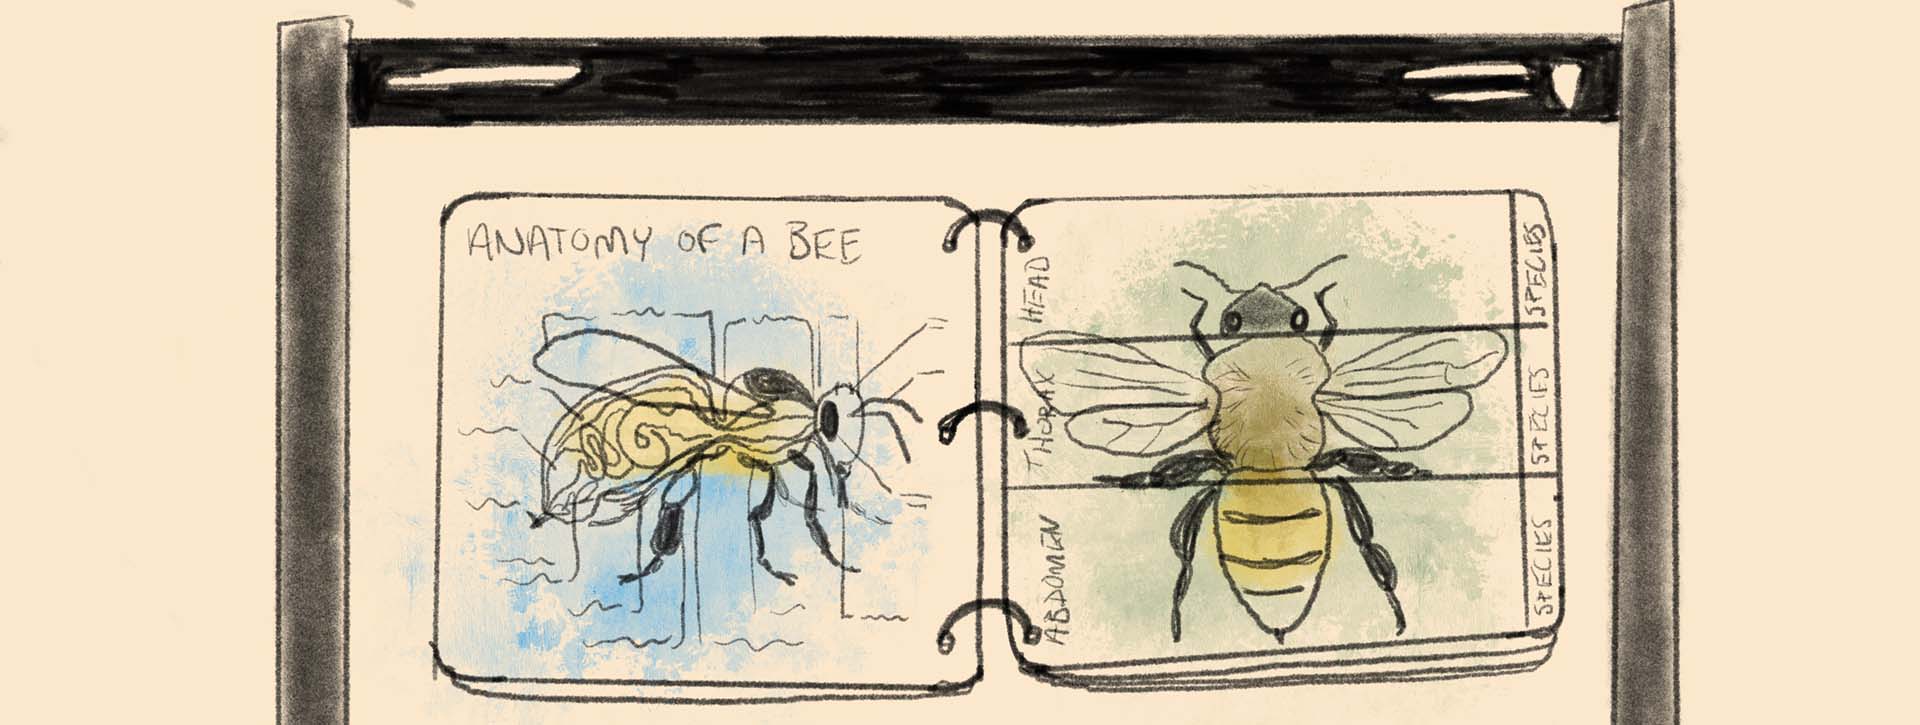 ANATOMY OF A BEE
HEAD
THORAX
ABDOMEN
SPECIES
SPECIES
SPECIES